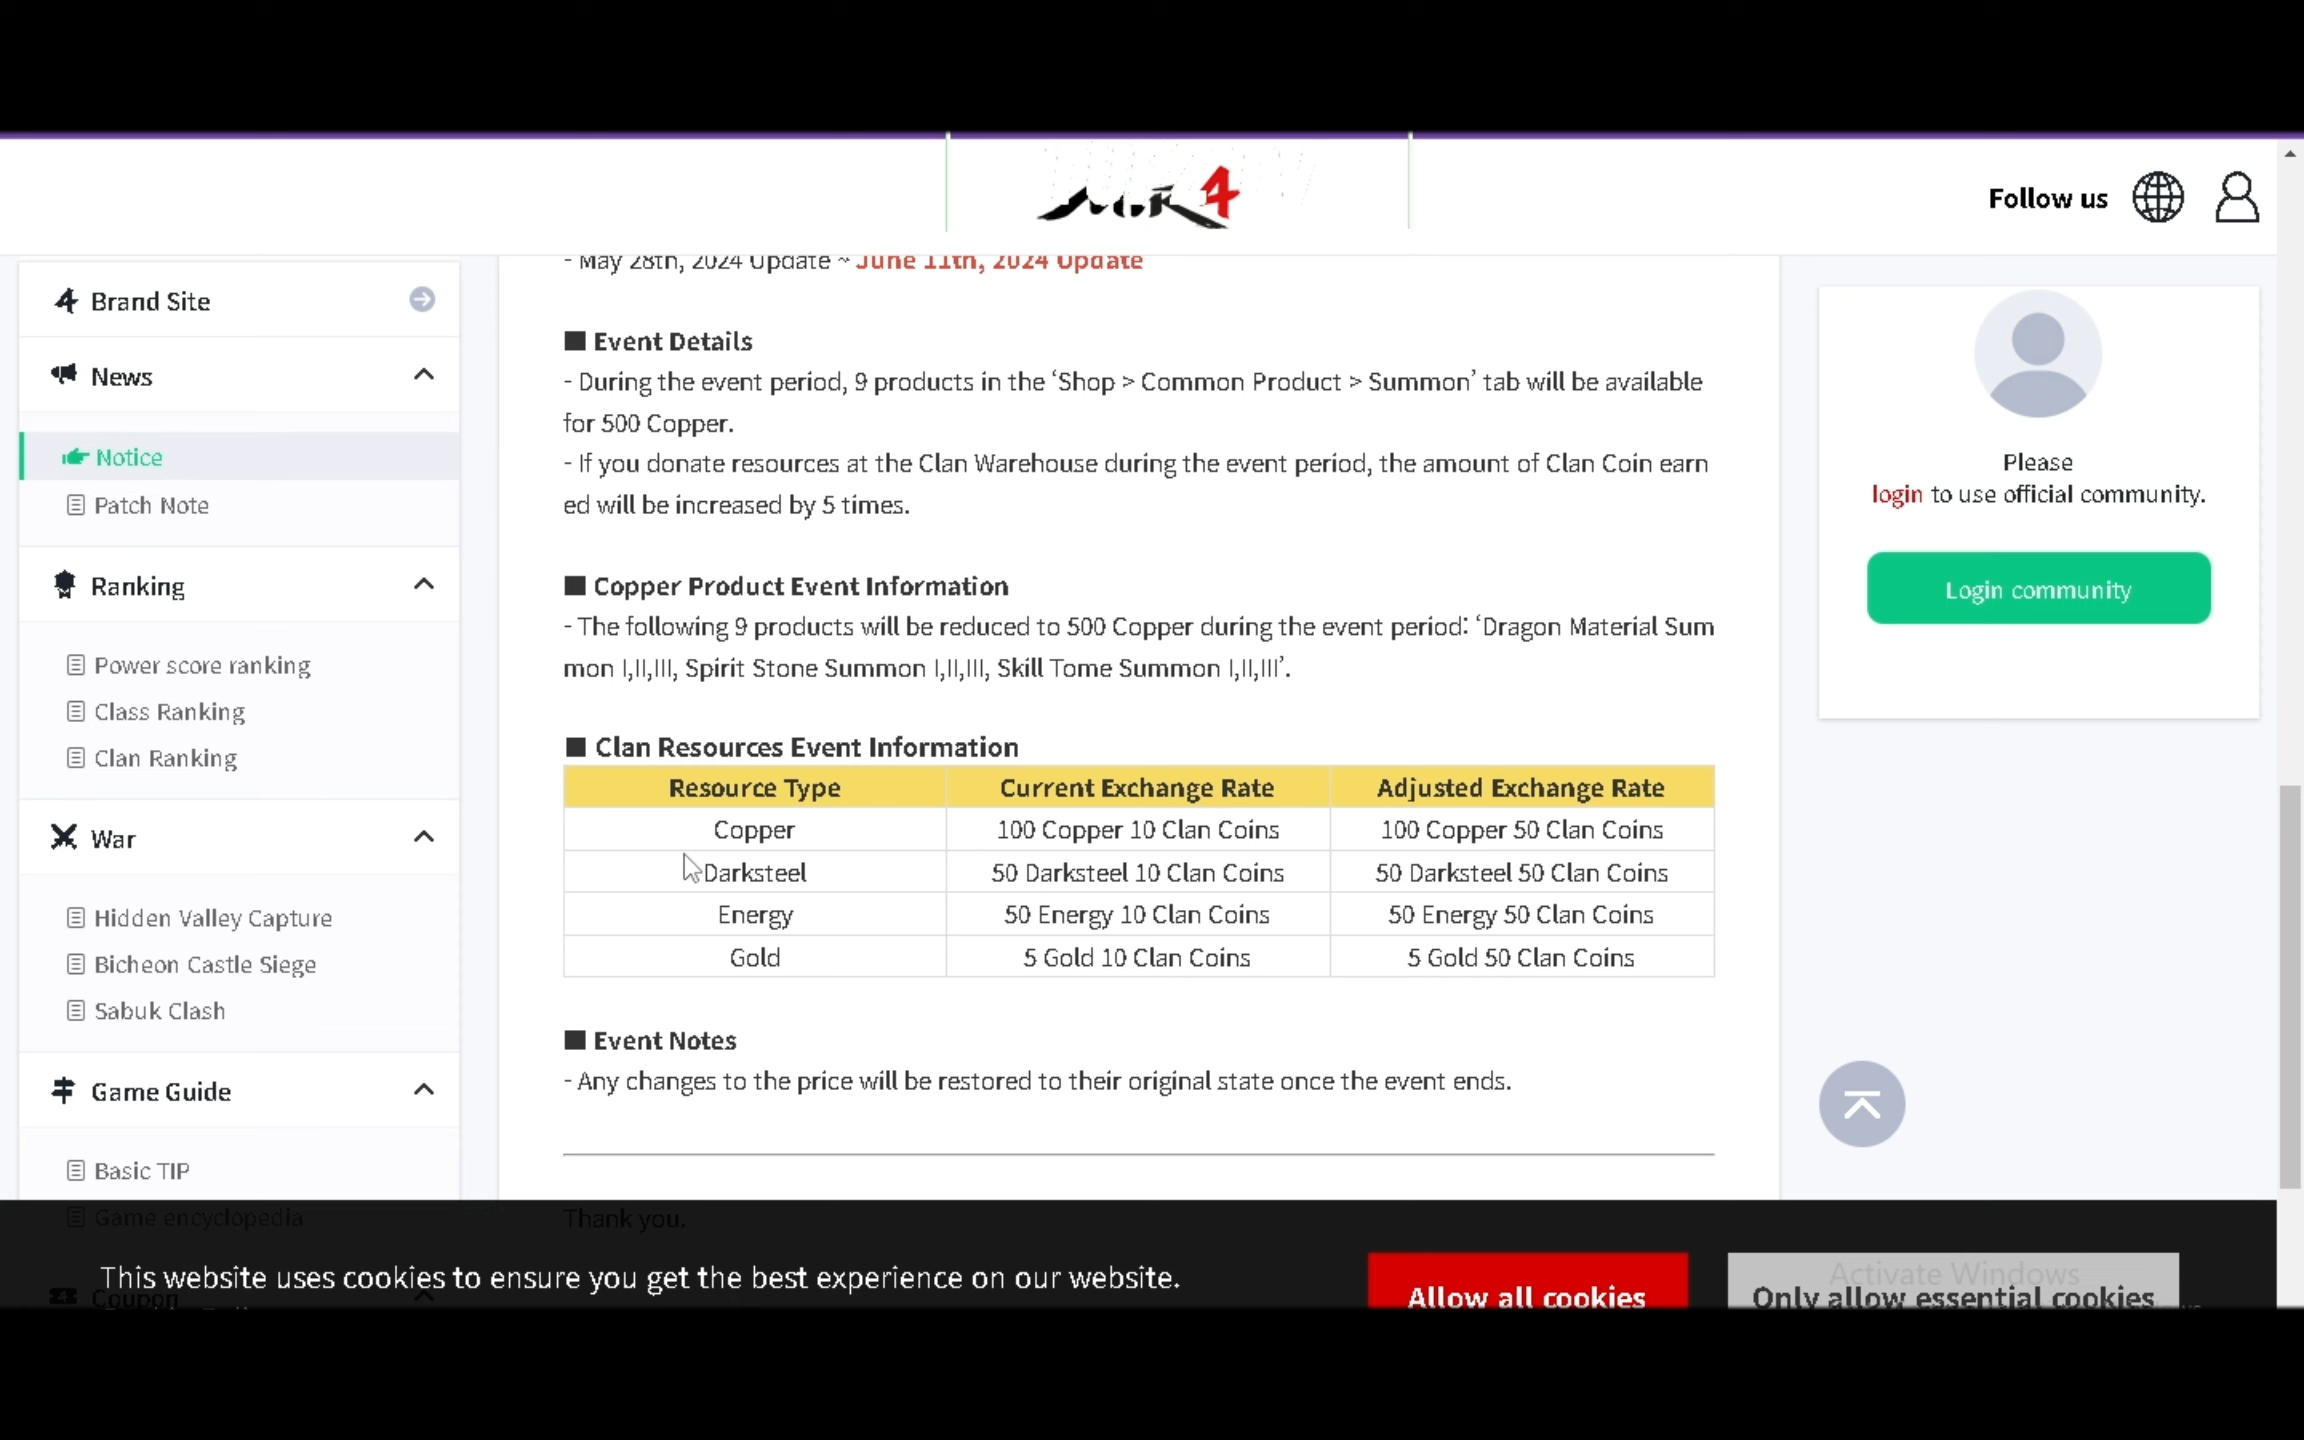 MIR4
Follow us
- May 28th, 2024 Update ~ June 11th, 2024 Update
Brand Site
News
Notice
Patch Note
Ranking
Power score ranking
Class Ranking
Clan Ranking
War
Hidden Valley Capture
Bicheon Castle Siege
Sabuk Clash
Game Guide
Basic TIP
Game encyclopedia
Coupon
■ Event Details
- During the event period, 9 products in the ‘Shop > Common Product > Summon’ tab will be available
for 500 Copper.
- If you donate resources at the Clan Warehouse during the event period, the amount of Clan Coin earn
ed will be increased by 5 times.
■ Copper Product Event Information
- The following 9 products will be reduced to 500 Copper during the event period: ‘Dragon Material Sum
mon I,II,III, Spirit Stone Summon I,II,III, Skill Tome Summon I,II,III’.
■ Clan Resources Event Information
Resource Type Current Exchange Rate Adjusted Exchange Rate
Copper 100 Copper 10 Clan Coins 100 Copper 50 Clan Coins
Darksteel 50 Darksteel 10 Clan Coins 50 Darksteel 50 Clan Coins
Energy 50 Energy 10 Clan Coins 50 Energy 50 Clan Coins
Gold 5 Gold 10 Clan Coins 5 Gold 50 Clan Coins
■ Event Notes
- Any changes to the price will be restored to their original state once the event ends.
Thank you.
Please
login to use official community.
Login community
This website uses cookies to ensure you get the best experience on our website.
Allow all cookies
Only allow essential cookies
Activate Windows